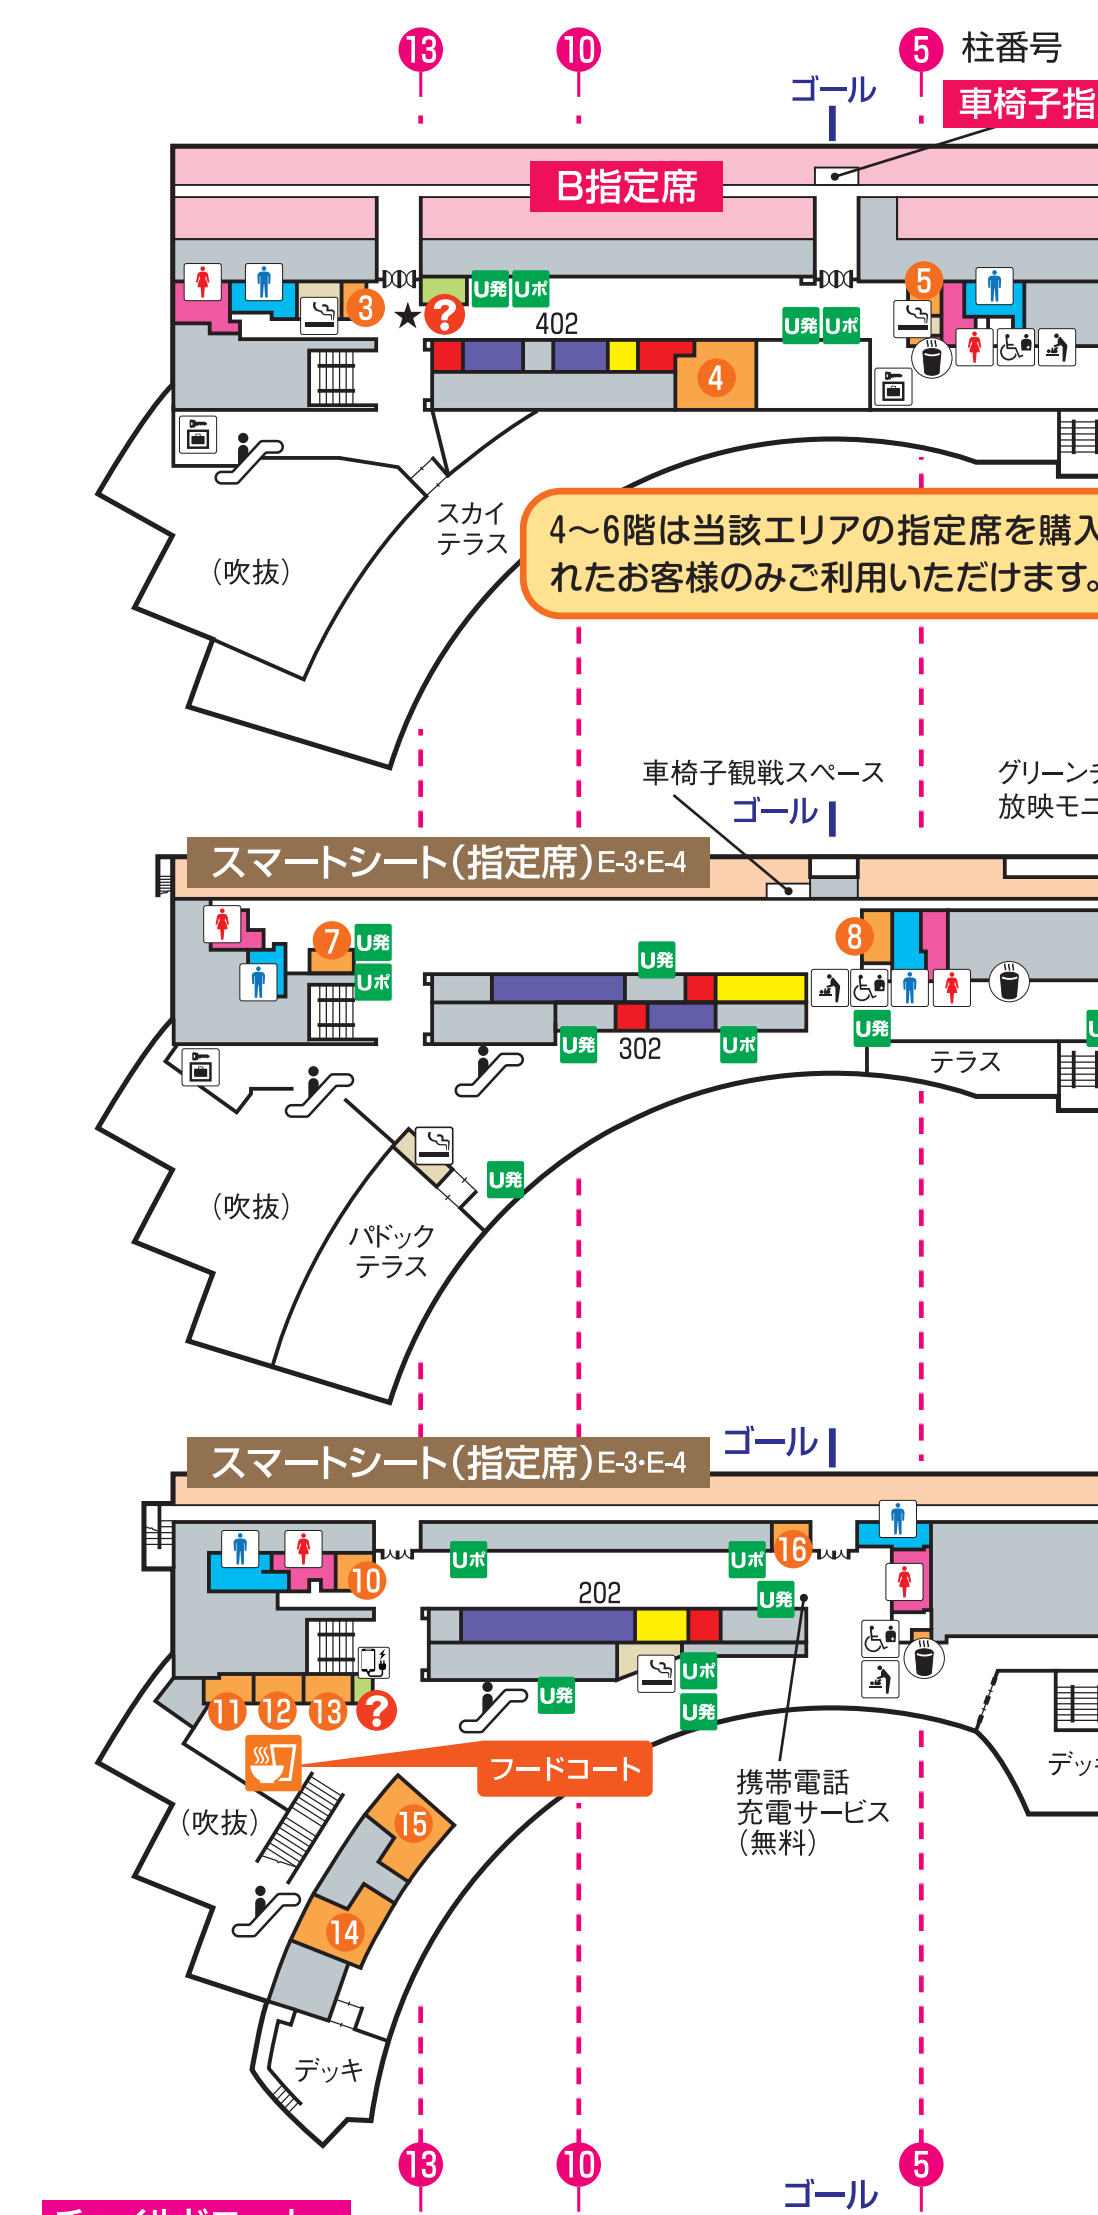 13
10
5
柱番号
ゴール
車椅子指
B指定席
3
?
U発
Uポ
402
U発
Uポ
5
4
スカイ
テラス
(吹抜)
4〜6階は当該エリアの指定席を購入
れたお客様のみご利用いただけます。
車椅子観戦スペース
ゴール
グリーン
放映モニ
スマートシート(指定席)E-3・E-4
7
U発
Uポ
U発
8
U発
302
Uポ
U発
テラス
U発
(吹抜)
パドック
テラス
ゴール
スマートシート(指定席)E-3・E-4
10
Uポ
Uポ
16
202
U発
11
12
13
?
U発
Uポ
U発
フードコート
デッ
携帯電話
充電サービス
(無料)
(吹抜)
15
14
デッキ
13
10
5
ゴール